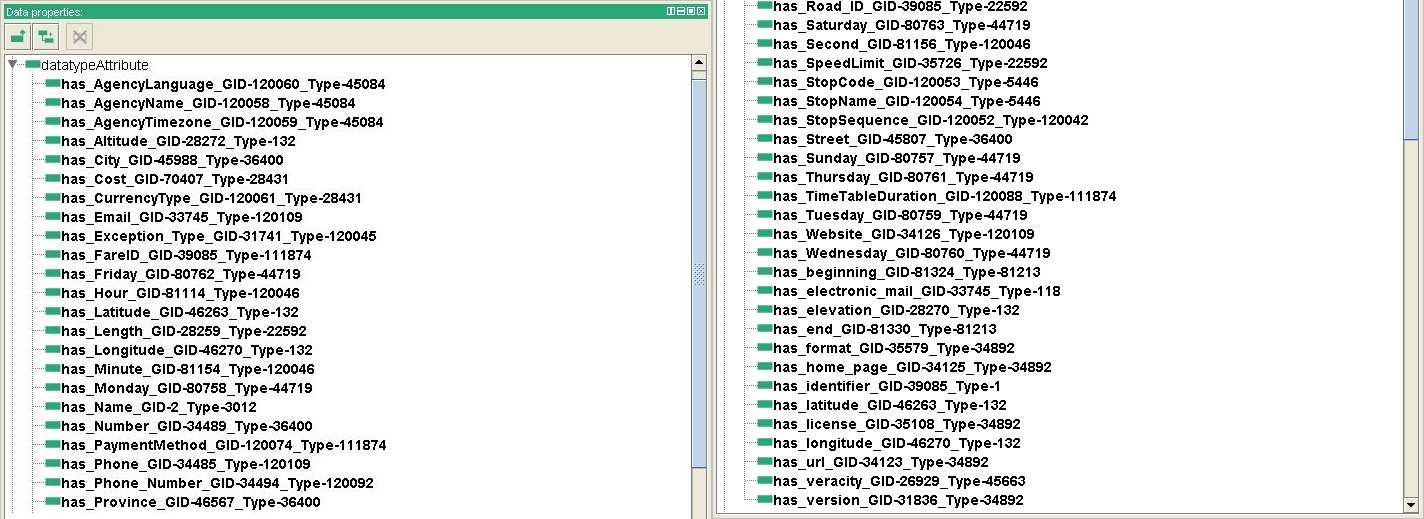 Data properties:
datatypeAttribute
has_AgencyLanguage_GID-120060_Type-45084
has_AgencyName_GID-120058_Type-45084
has_AgencyTimezone_GID-120059_Type-45084
has_Altitude_GID-28272_Type-132
has_City_GID-45988_Type-36400
has_Cost_GID-70407_Type-28431
has_CurrencyType_GID-120061_Type-28431
has_Email_GID-33745_Type-120109
has_Exception_Type_GID-31741_Type-120045
has_FareID_GID-39085_Type-111874
has_Friday_GID-80762_Type-44719
has_Hour_GID-81114_Type-120046
has_Latitude_GID-46263_Type-132
has_Length_GID-28259_Type-22592
has_Longitude_GID-46270_Type-132
has_Minute_GID-81154_Type-120046
has_Monday_GID-80758_Type-44719
has_Name_GID-2_Type-3012
has_Number_GID-34489_Type-36400
has_PaymentMethod_GID-120074_Type-111874
has_Phone_GID-34485_Type-120109
has_Phone_Number_GID-34494_Type-120092
has_Province_GID-46567_Type-36400
has_Road_ID_GID-39085_Type-22592
has_Saturday_GID-80763_Type-44719
has_Second_GID-81156_Type-120046
has_SpeedLimit_GID-35726_Type-22592
has_StopCode_GID-120053_Type-5446
has_StopName_GID-120054_Type-5446
has_StopSequence_GID-120052_Type-120042
has_Street_GID-45807_Type-36400
has_Sunday_GID-80757_Type-44719
has_Thursday_GID-80761_Type-44719
has_TimeTableDuration_GID-120088_Type-111874
has_Tuesday_GID-80759_Type-44719
has_Website_GID-34126_Type-120109
has_Wednesday_GID-80760_Type-44719
has_beginning_GID-81324_Type-81213
has_electronic_mail_GID-33745_Type-118
has_elevation_GID-28270_Type-132
has_end_GID-81330_Type-81213
has_format_GID-35579_Type-34892
has_home_page_GID-34125_Type-34892
has_identifier_GID-39085_Type-1
has_latitude_GID-46263_Type-132
has_license_GID-35108_Type-34892
has_longitude_GID-46270_Type-132
has_url_GID-34123_Type-34892
has_veracity_GID-26929_Type-45663
has_version_GID-31836_Type-34892